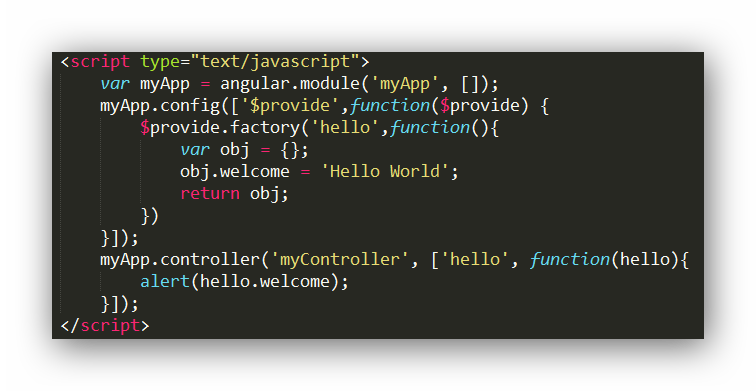 <script type="text/javascript">
    var myApp = angular.module('myApp', []);
    myApp.config(['$provide',function($provide) {
        $provide.factory('hello',function(){
            var obj = {};
            obj.welcome = 'Hello World';
            return obj;
        })
    }]);
    myApp.controller('myController', ['hello', function(hello){
        alert(hello.welcome);
    }]);
</script>